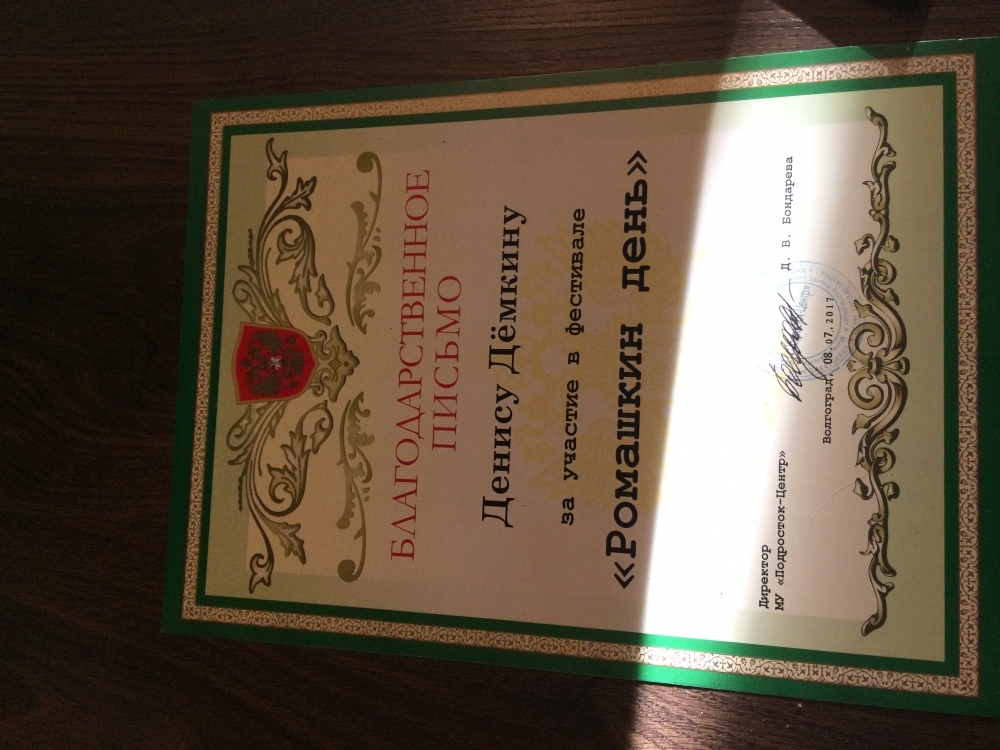 БЛАГОДАРСТВЕННОЕ
ПИСЬМО
Денису Дёмкину
за участие в фестивале
«Ромашкин день»
Директор
МУ «Подросток-Центр»
Д. В. Бондарева
Волгоград, 08.07.2017